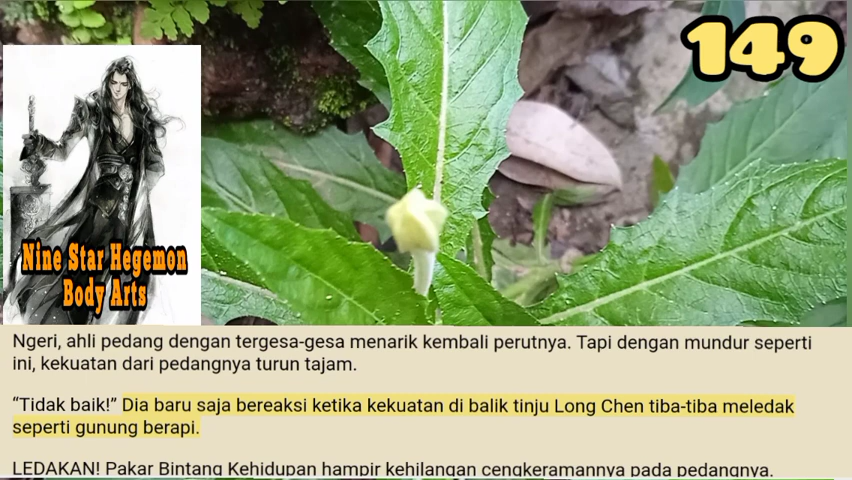 149
Nine Star Hegemon
Body Arts
Ngeri, ahli pedang dengan tergesa-gesa menarik kembali perutnya. Tapi dengan mundur seperti
ini, kekuatan dari pedangnya turun tajam.
“Tidak baik!” Dia baru saja bereaksi ketika kekuatan di balik tinju Long Chen tiba-tiba meledak
seperti gunung berapi.
LEDAKAN! Pakar Bintang Kehidupan hampir kehilangan cengkeramannya pada pedangnya.